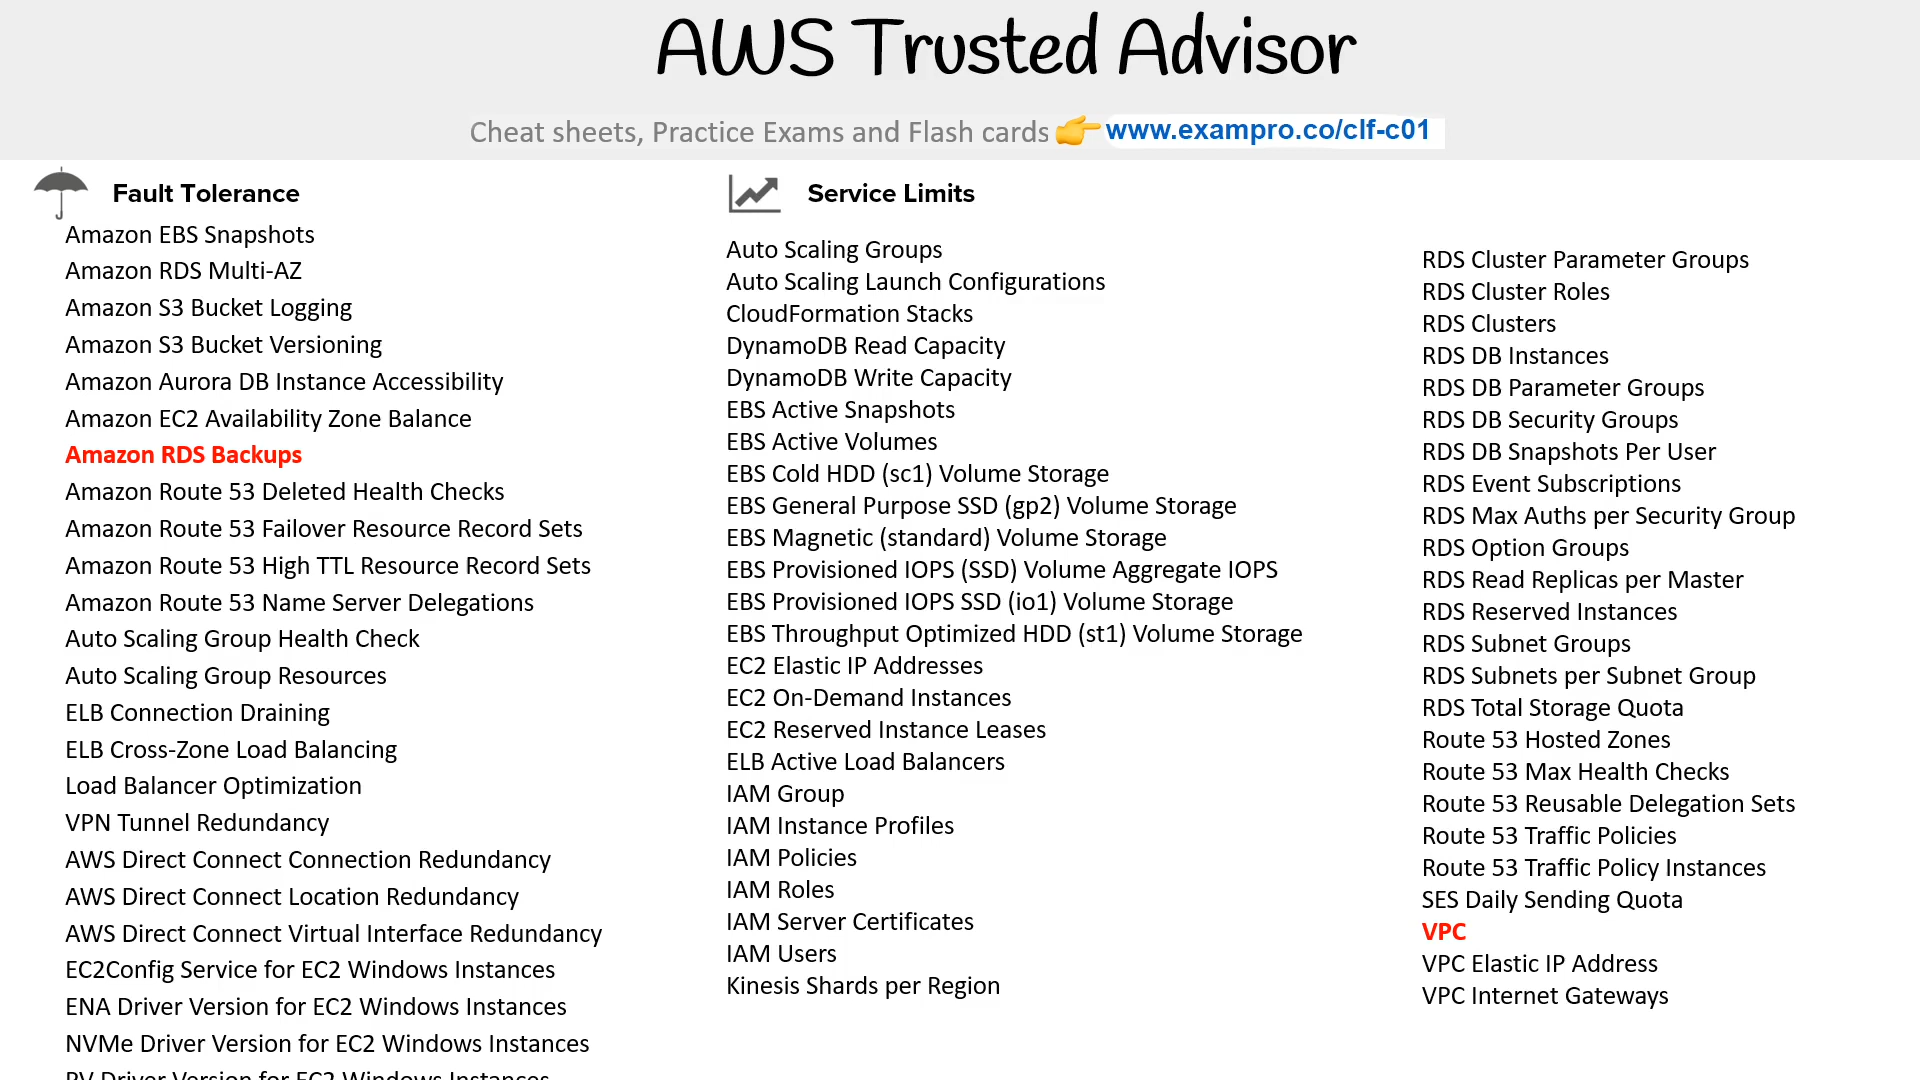 AWS Trusted Advisor
Cheat sheets, Practice Exams and Flash cards 👉 www.exampro.co/clf-c01
Fault Tolerance
Amazon EBS Snapshots
Amazon RDS Multi-AZ
Amazon S3 Bucket Logging
Amazon S3 Bucket Versioning
Amazon Aurora DB Instance Accessibility
Amazon EC2 Availability Zone Balance
Amazon RDS Backups
Amazon Route 53 Deleted Health Checks
Amazon Route 53 Failover Resource Record Sets
Amazon Route 53 High TTL Resource Record Sets
Amazon Route 53 Name Server Delegations
Auto Scaling Group Health Check
Auto Scaling Group Resources
ELB Connection Draining
ELB Cross-Zone Load Balancing
Load Balancer Optimization
VPN Tunnel Redundancy
AWS Direct Connect Connection Redundancy
AWS Direct Connect Location Redundancy
AWS Direct Connect Virtual Interface Redundancy
EC2Config Service for EC2 Windows Instances
ENA Driver Version for EC2 Windows Instances
NVMe Driver Version for EC2 Windows Instances
PV Driver Version for EC2 Windows Instances
Service Limits
Auto Scaling Groups
Auto Scaling Launch Configurations
CloudFormation Stacks
DynamoDB Read Capacity
DynamoDB Write Capacity
EBS Active Snapshots
EBS Active Volumes
EBS Cold HDD (sc1) Volume Storage
EBS General Purpose SSD (gp2) Volume Storage
EBS Magnetic (standard) Volume Storage
EBS Provisioned IOPS (SSD) Volume Aggregate IOPS
EBS Provisioned IOPS SSD (io1) Volume Storage
EBS Throughput Optimized HDD (st1) Volume Storage
EC2 Elastic IP Addresses
EC2 On-Demand Instances
EC2 Reserved Instance Leases
ELB Active Load Balancers
IAM Group
IAM Instance Profiles
IAM Policies
IAM Roles
IAM Server Certificates
IAM Users
Kinesis Shards per Region
RDS Cluster Parameter Groups
RDS Cluster Roles
RDS Clusters
RDS DB Instances
RDS DB Parameter Groups
RDS DB Security Groups
RDS DB Snapshots Per User
RDS Event Subscriptions
RDS Max Auths per Security Group
RDS Option Groups
RDS Read Replicas per Master
RDS Reserved Instances
RDS Subnet Groups
RDS Subnets per Subnet Group
RDS Total Storage Quota
Route 53 Hosted Zones
Route 53 Max Health Checks
Route 53 Reusable Delegation Sets
Route 53 Traffic Policies
Route 53 Traffic Policy Instances
SES Daily Sending Quota
VPC
VPC Elastic IP Address
VPC Internet Gateways